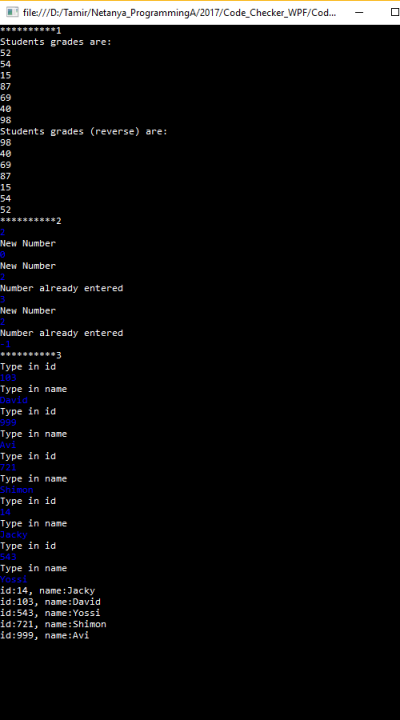 file:///D:/Tamir/Netanya_ProgrammingA/2017/Code_Checker_WPF/Cod...
**********1
Students grades are:
52
54
15
87
69
40
98
Students grades (reverse) are:
98
40
69
87
15
54
52
**********2
2
New Number
0
New Number
2
Number already entered
New Number
Number already entered
-1
**********3
Type in id
103
Type in name
David
Type in id
999
Type in name
Avi
Type in id
721
Type in name
Shimon
Type in id
14
Type in name
Jacky
Type in id
543
Type in name
Yossi
id:14, name:Jacky
id:103, name:David
id:543, name:Yossi
id:721, name:Shimon
id:999, name:Avi